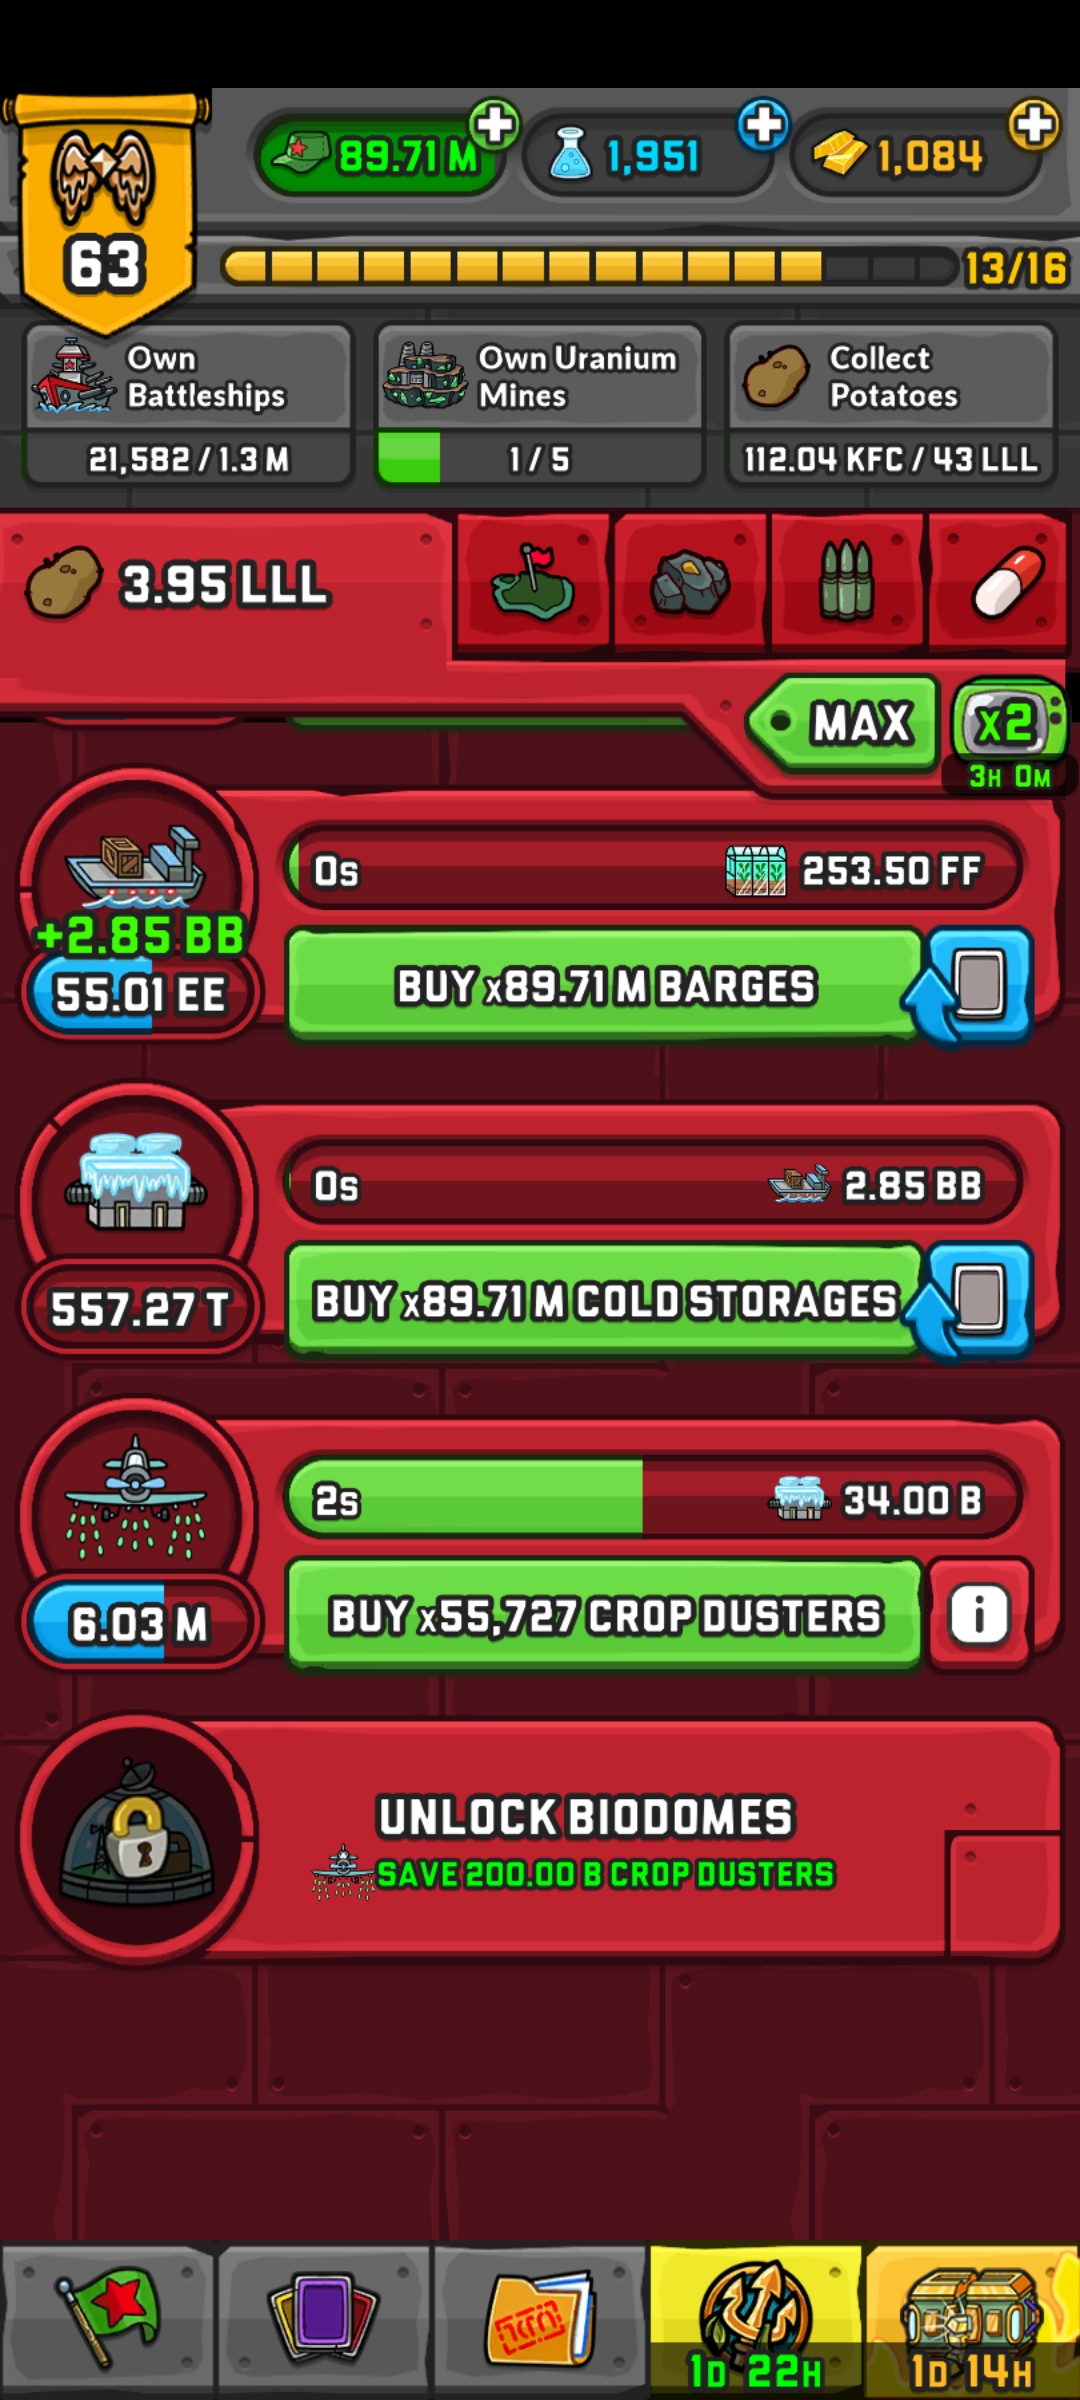 89.71 M
1,951
1,084
63
13/16
Own
Battleships
21,582 / 1.3 M
Own Uranium
Mines
1 / 5
Collect
Potatoes
112.04 KFC / 43 LLL
3.95 LLL
MAX
x2
3H 0M
0s
253.50 FF
+2.85 BB
55.01 EE
BUY x89.71 M BARGES
0s
2.85 BB
557.27 T
BUY x89.71 M COLD STORAGES
2s
34.00 B
6.03 M
BUY x55,727 CROP DUSTERS
i
UNLOCK BIODOMES
SAVE 200.00 B CROP DUSTERS
1D 22H
1D 14H